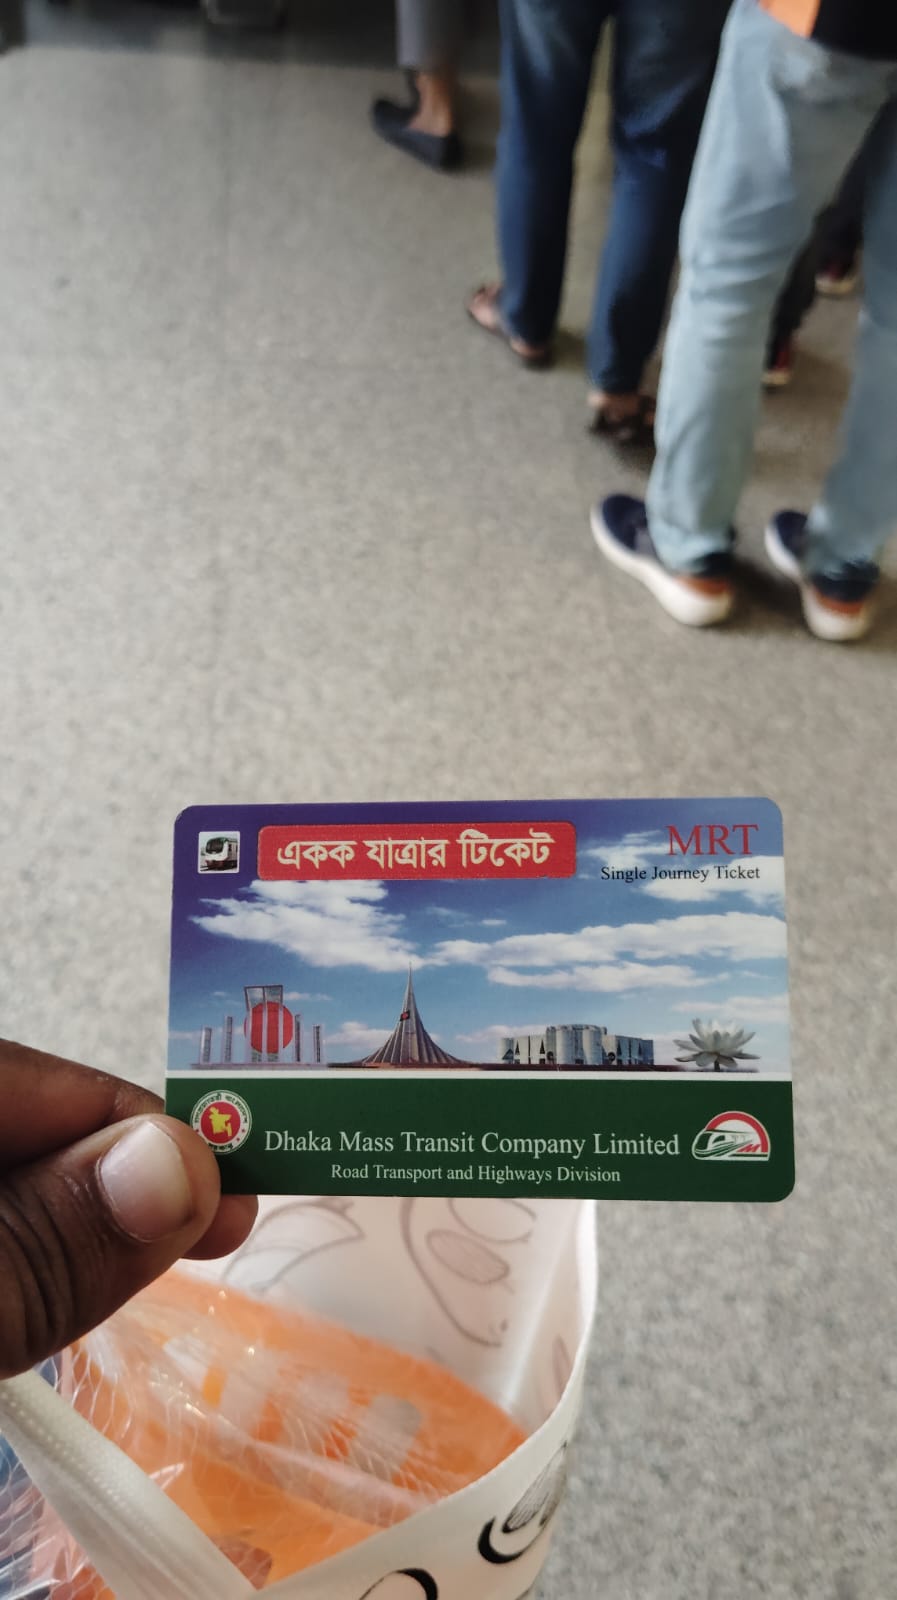 একক যাত্রার টিকেট
MRT
Single Journey Ticket
Dhaka Mass Transit Company Limited
Road Transport and Highways Division